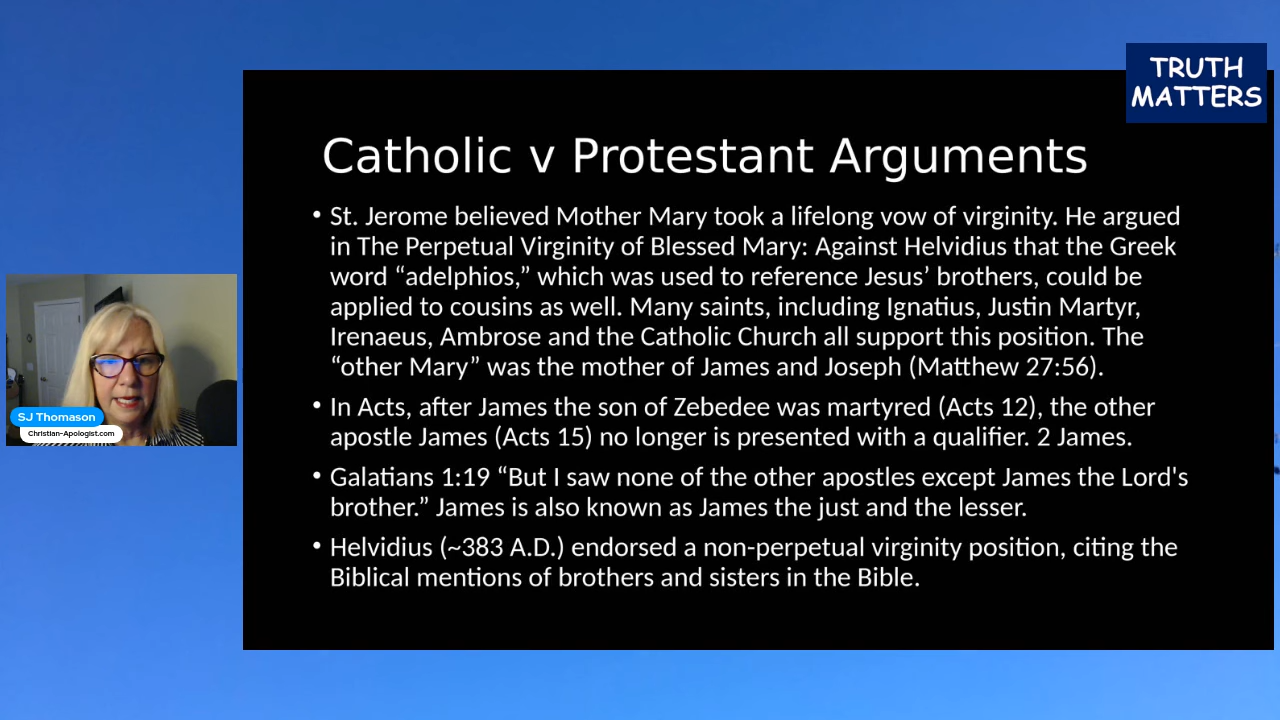 TRUTH
MATTERS
Catholic v Protestant Arguments
• St. Jerome believed Mother Mary took a lifelong vow of virginity. He argued
in The Perpetual Virginity of Blessed Mary: Against Helvidius that the Greek
word “adelphios,” which was used to reference Jesus’ brothers, could be
applied to cousins as well. Many saints, including Ignatius, Justin Martyr,
Irenaeus, Ambrose and the Catholic Church all support this position. The
“other Mary” was the mother of James and Joseph (Matthew 27:56).
• In Acts, after James the son of Zebedee was martyred (Acts 12), the other
apostle James (Acts 15) no longer is presented with a qualifier. 2 James.
• Galatians 1:19 “But I saw none of the other apostles except James the Lord's
brother.” James is also known as James the just and the lesser.
• Helvidius (~383 A.D.) endorsed a non-perpetual virginity position, citing the
Biblical mentions of brothers and sisters in the Bible.
SJ Thomason
Christian-Apologist.com